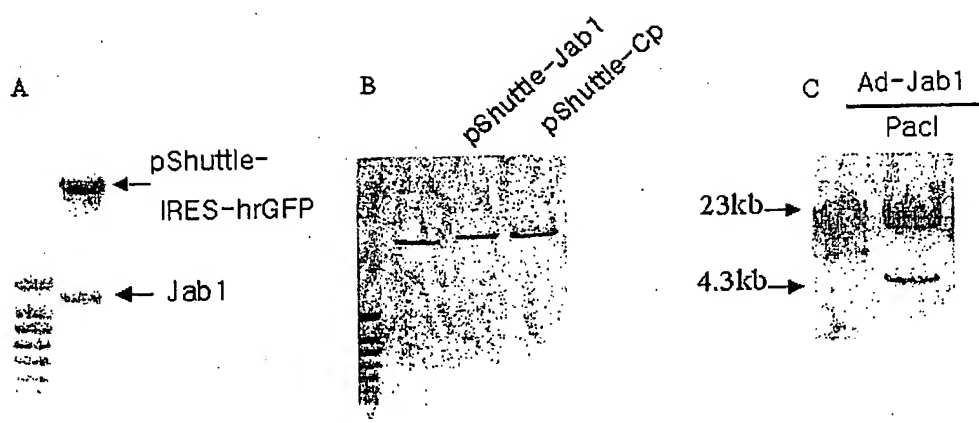 A
pShuttle-
IRES-hrGFP
Jab1
B
pShuttle-Jab1
pShuttle-Cp
C
Ad-Jab1
PacI
23kb
4.3kb